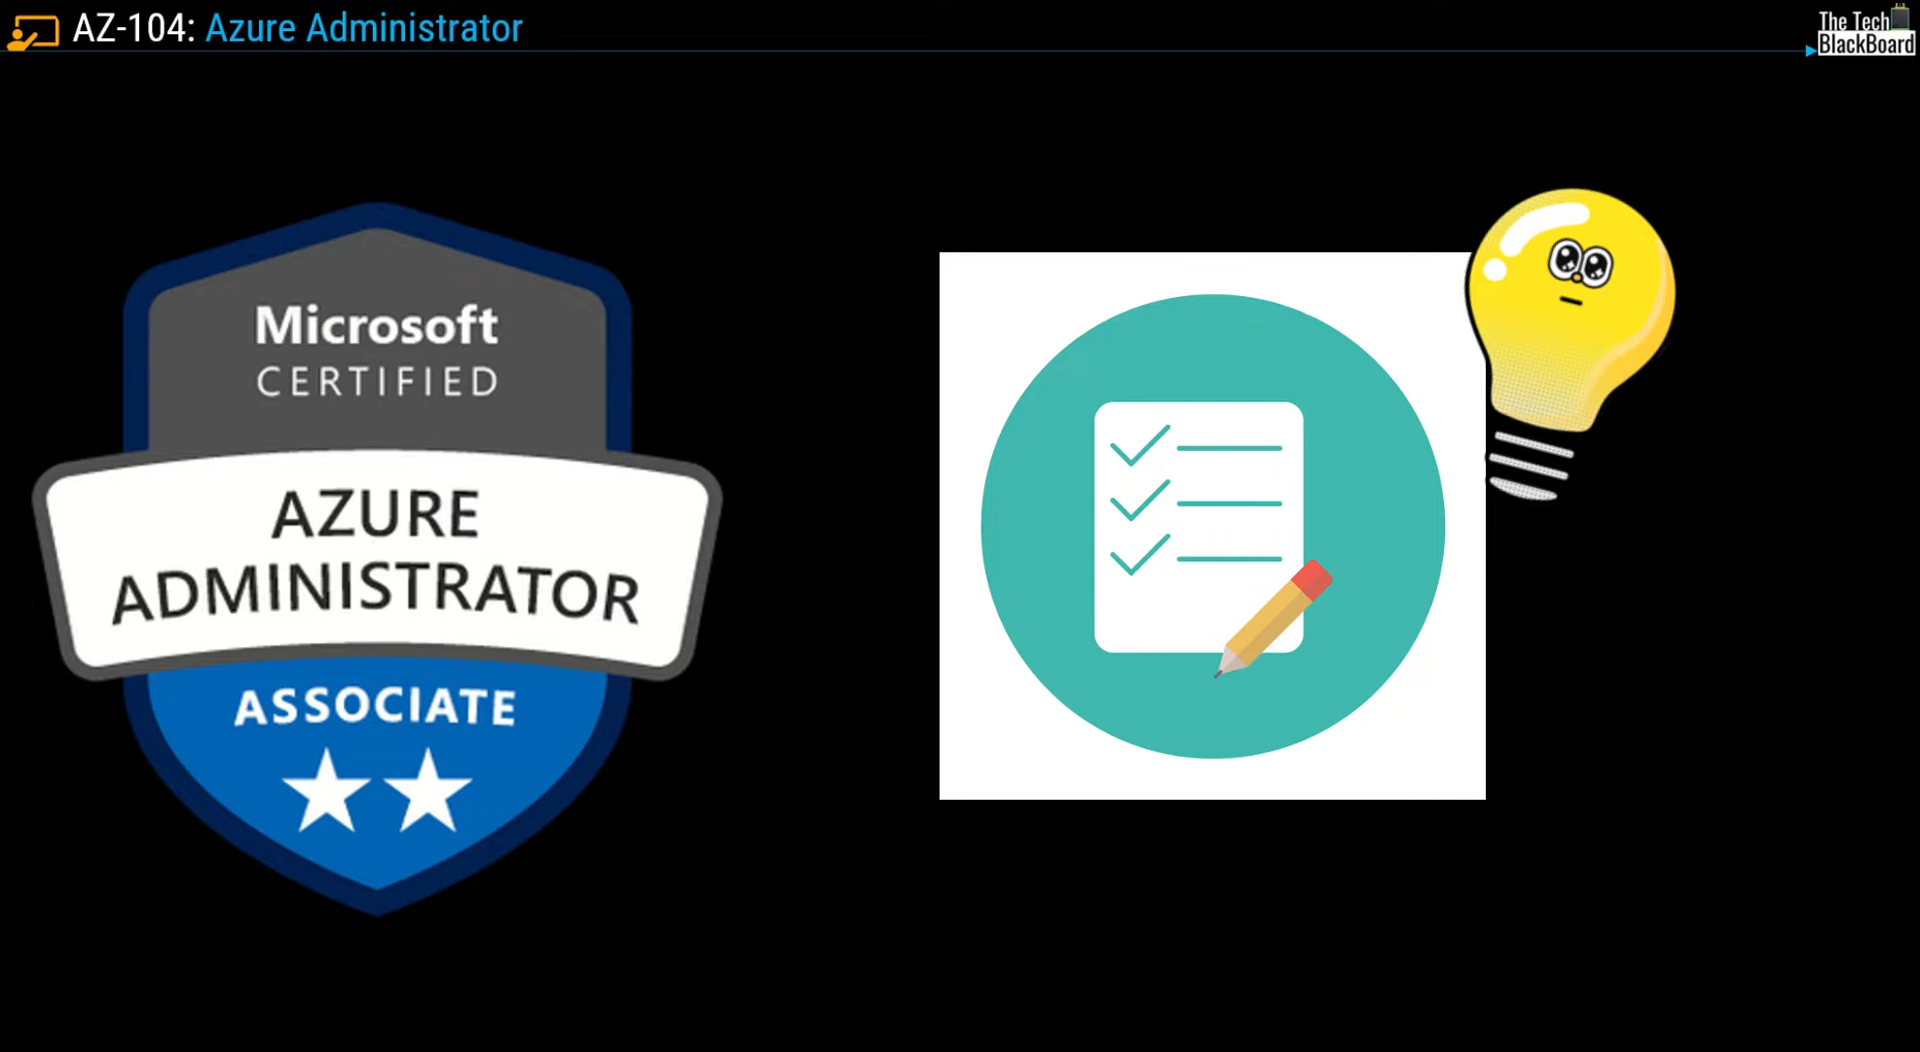 AZ-104: Azure Administrator
The Tech
BlackBoard
Microsoft
CERTIFIED
AZURE
ADMINISTRATOR
ASSOCIATE